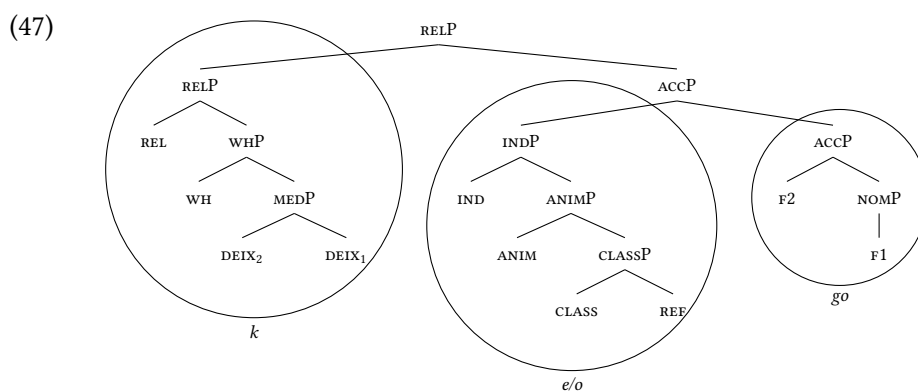 (47)
RELP
RELP ACCP
REL WHP INDP ACCP
WH MEDP IND ANIMP F2 NOMP
DEIX₂ DEIX₁ ANIM CLASSP F1
CLASS REF go
k
e/o